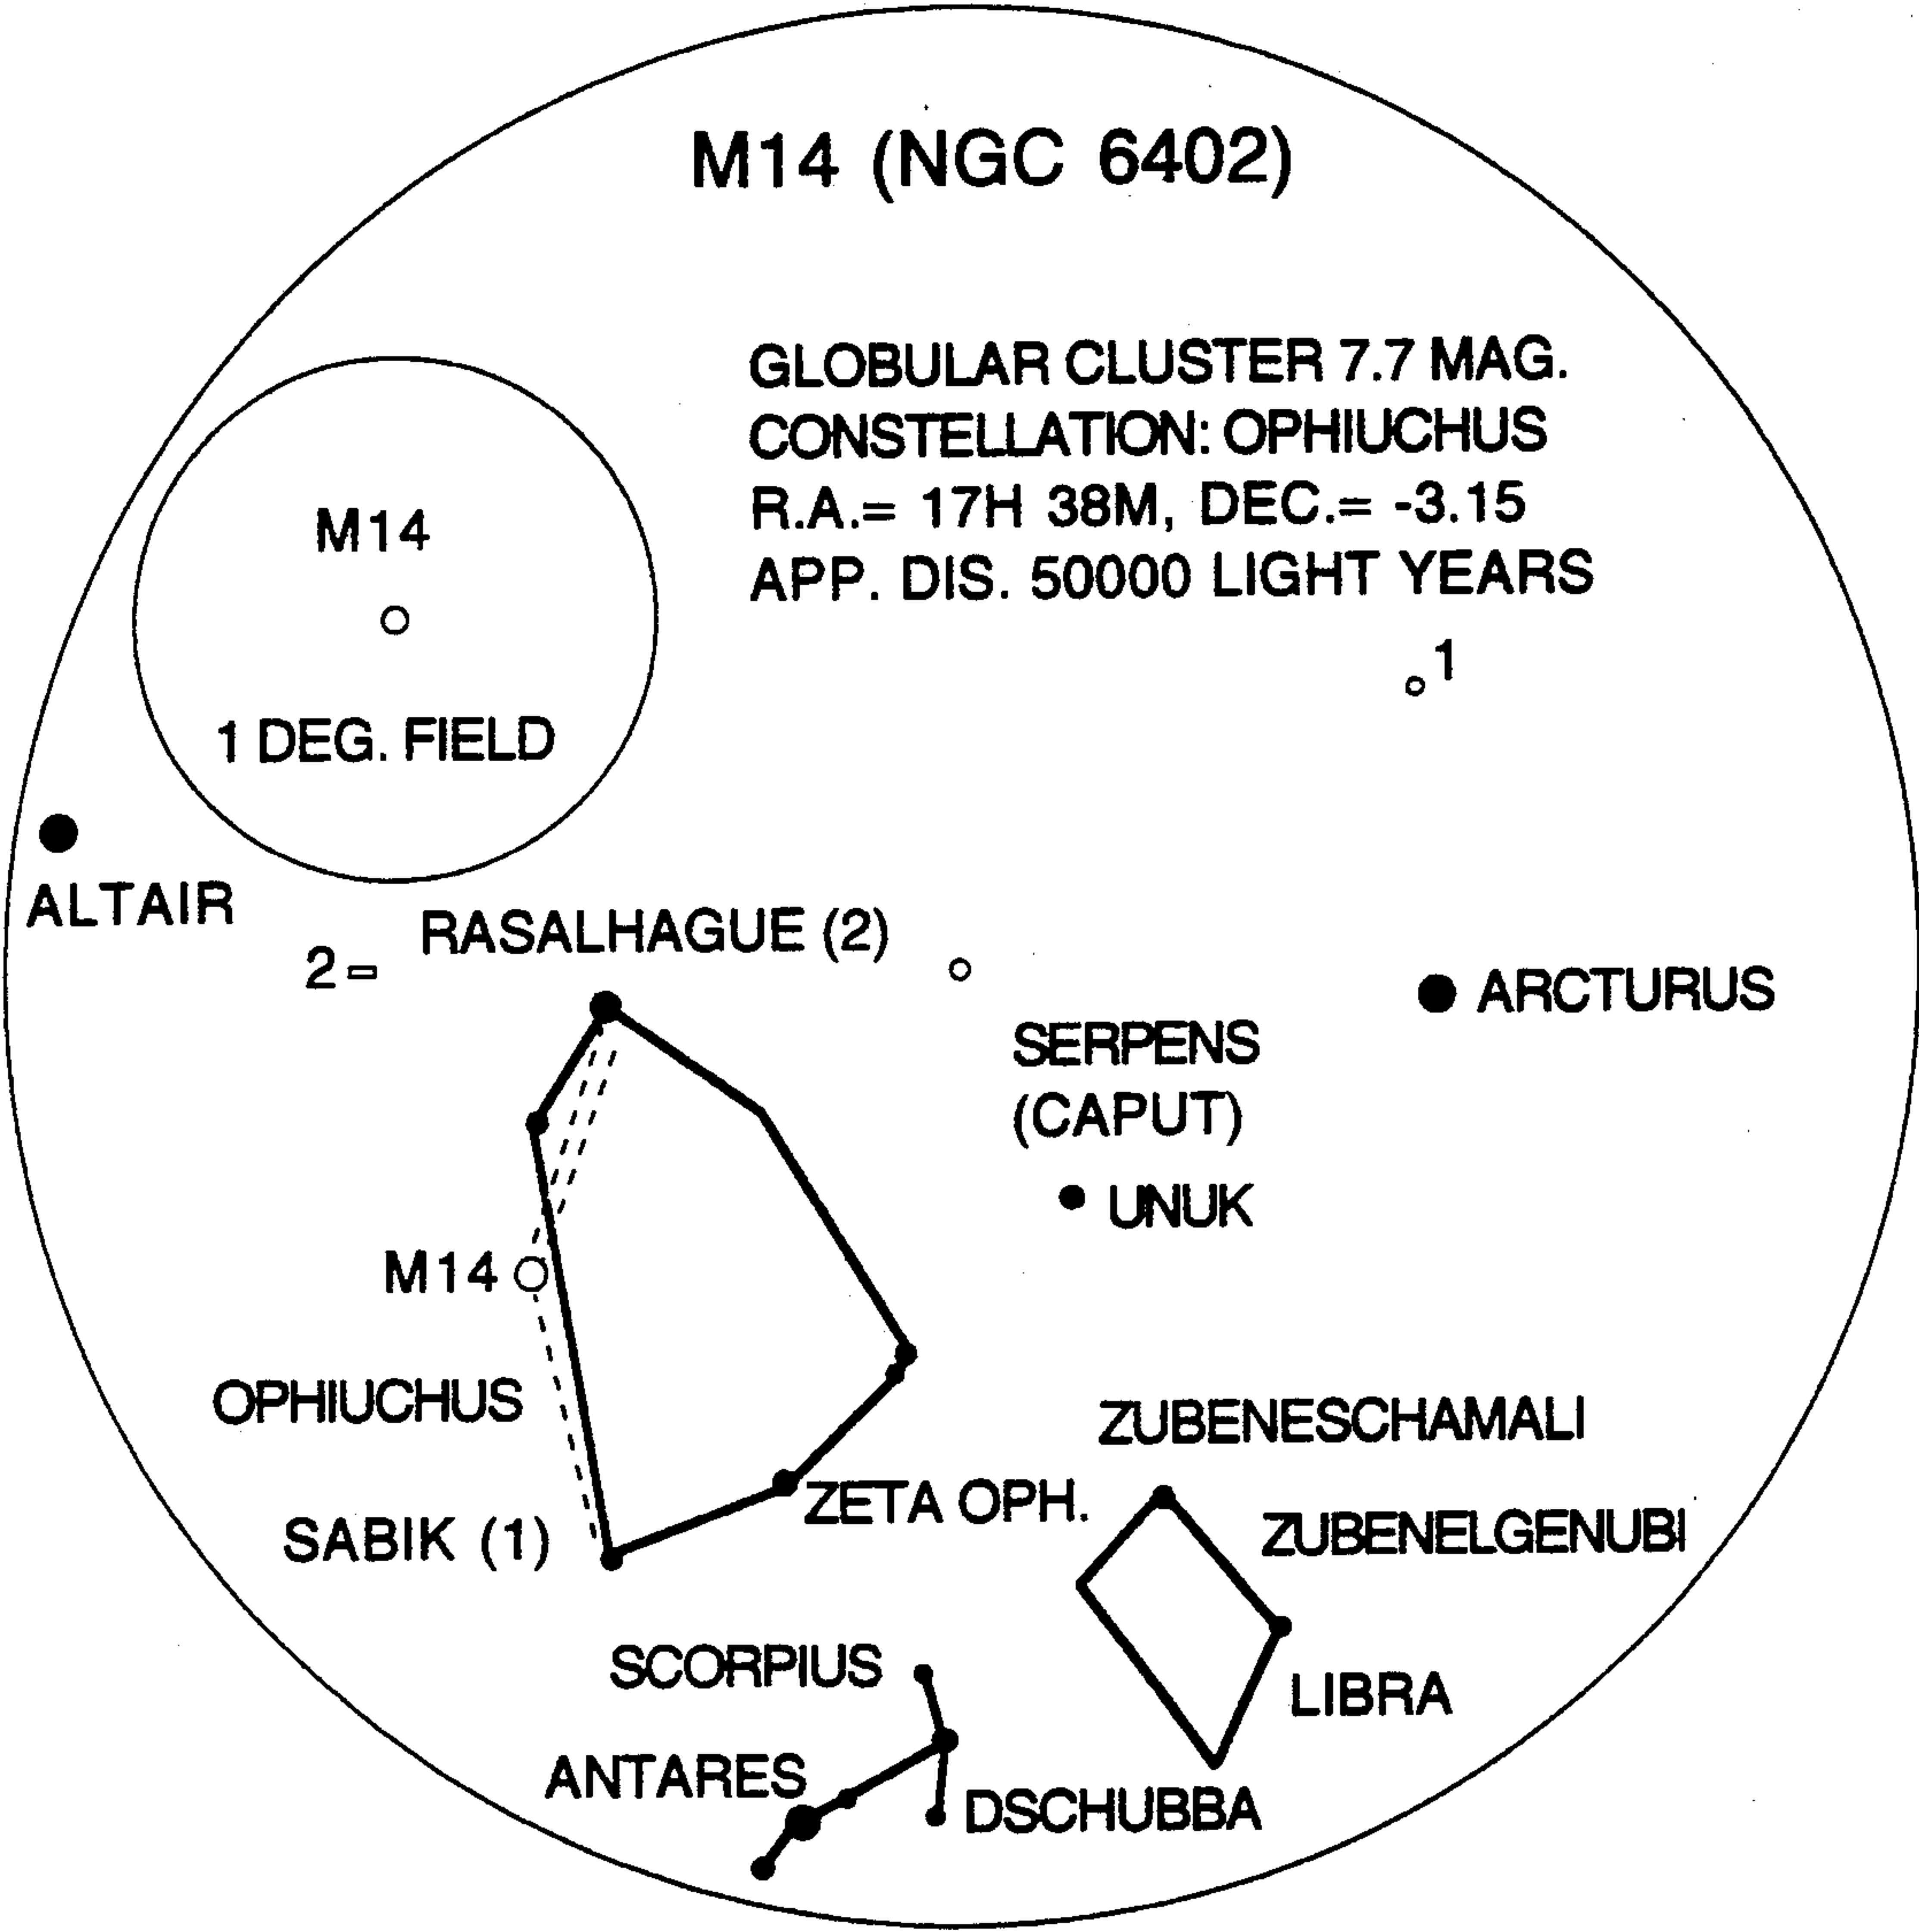 M14 (NGC 6402)
GLOBULAR CLUSTER 7.7 MAG.
CONSTELLATION: OPHIUCHUS
R.A.= 17H 38M, DEC.= -3.15
APP. DIS. 50000 LIGHT YEARS
M14
1 DEG. FIELD
1
ALTAIR
RASALHAGUE (2)
2=
ARCTURUS
SERPENS
(CAPUT)
UNUK
M14
OPHIUCHUS
ZUBENESCHAMALI
ZETA OPH.
SABIK (1)
ZUBENELGENUBI
SCORPIUS
LIBRA
ANTARES
DSCHUBBA